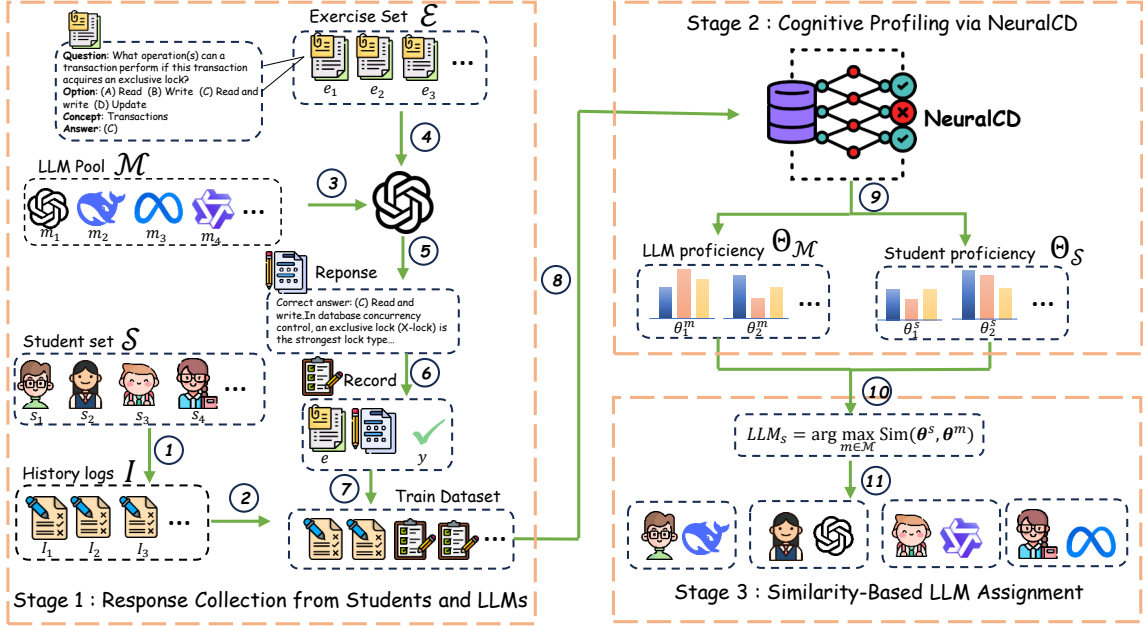 Exercise Set ℰ
Question: What operation(s) can a
transaction perform if this transaction
acquires an exclusive lock?
Option: (A) Read (B) Write (C) Read and
write (D) Update
Concept: Transactions
Answer: (C)
e₁ e₂ e₃ ...
4
LLM Pool ℳ
m₁ m₂ m₃ m₄ ...
3
5
Reponse
Correct answer: (C) Read and
write.In database concurrency
control, an exclusive lock (X-lock) is
the strongest lock type...
Student set 𝒮
s₁ s₂ s₃ s₄ ...
6
Record
e y
1
History logs I
I₁ I₂ I₃ ...
2
7
Train Dataset
...
Stage 1 : Response Collection from Students and LLMs
8
Stage 2 : Cognitive Profiling via NeuralCD
NeuralCD
9
LLM proficiency Θ_ℳ
θ₁ᵐ θ₂ᵐ ...
Student proficiency Θ_𝒮
θ₁ˢ θ₂ˢ ...
10
LLMₛ = arg max Sim(θˢ, θᵐ)
m∈ℳ
11
Stage 3 : Similarity-Based LLM Assignment